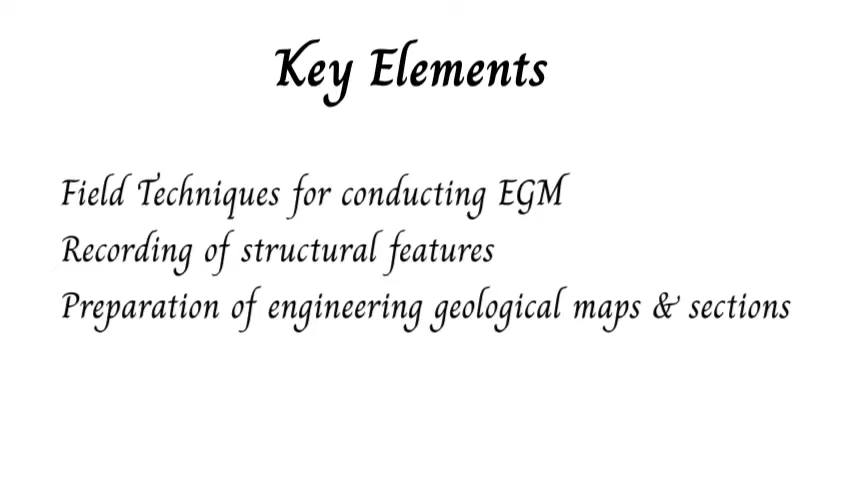 Key Elements
Field Techniques for conducting EGM
Recording of structural features
Preparation of engineering geological maps & sections